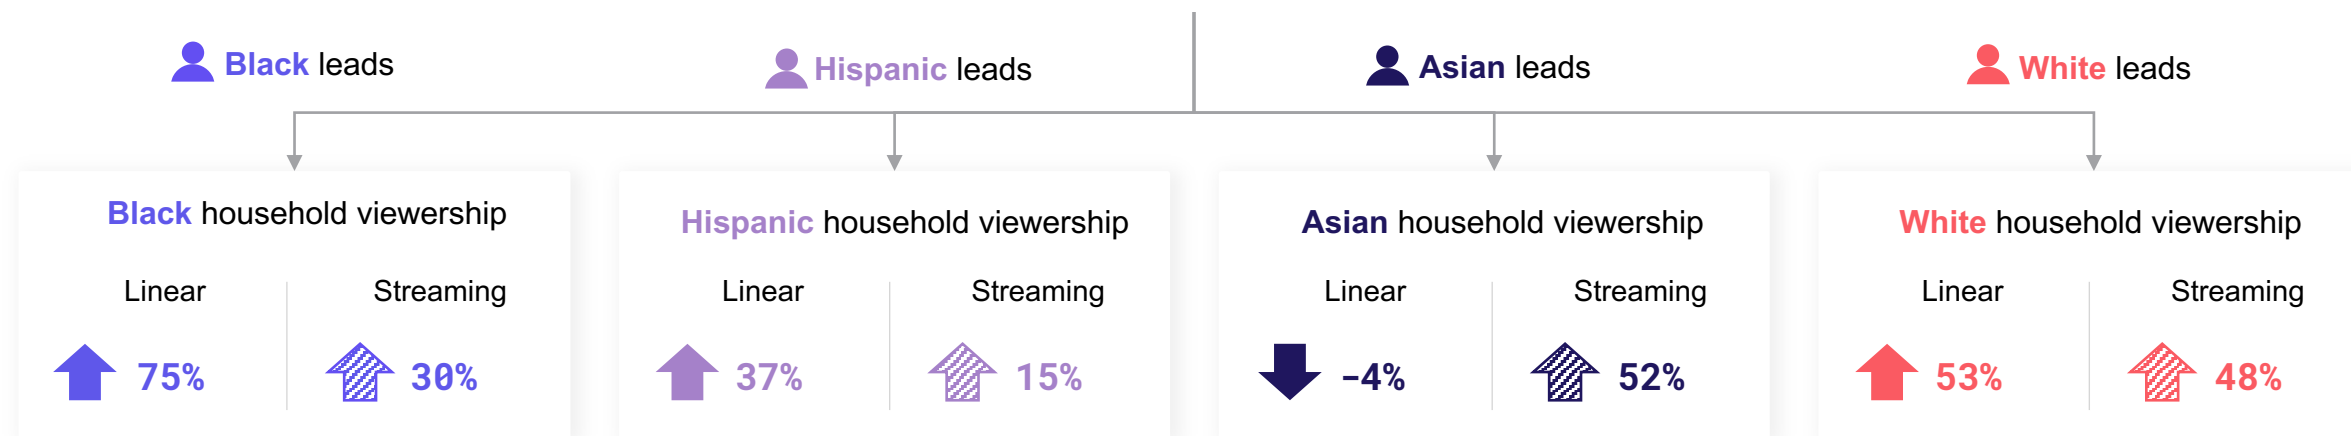 Black leads
Hispanic leads
Asian leads
White leads
Black household viewership
Linear
Streaming
75%
30%
Hispanic household viewership
Linear
Streaming
37%
15%
Asian household viewership
Linear
Streaming
-4%
52%
White household viewership
Linear
Streaming
53%
48%